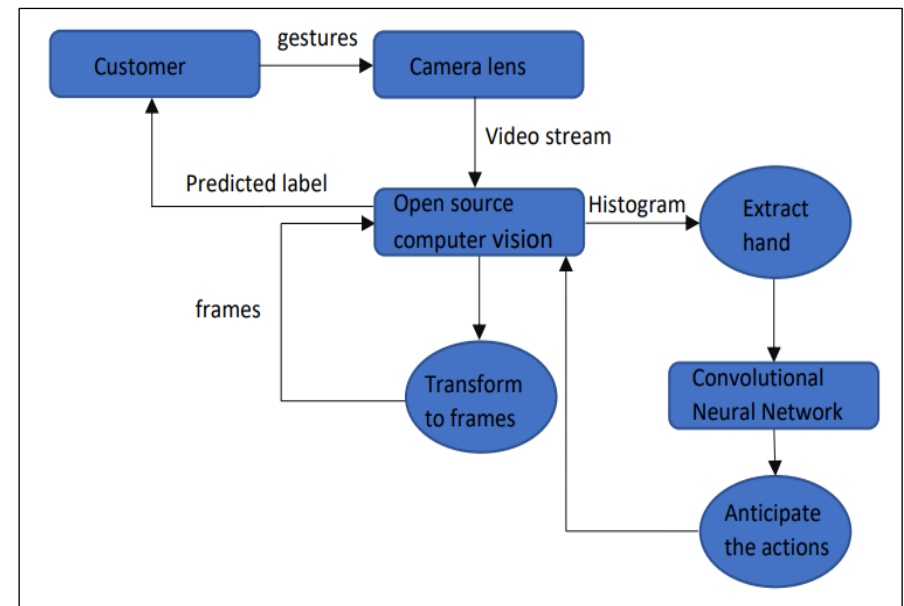 gestures
Customer
Camera lens
Video stream
Predicted label
Open source
computer vision
Histogram
Extract
hand
frames
Transform
to frames
Convolutional
Neural Network
Anticipate
the actions